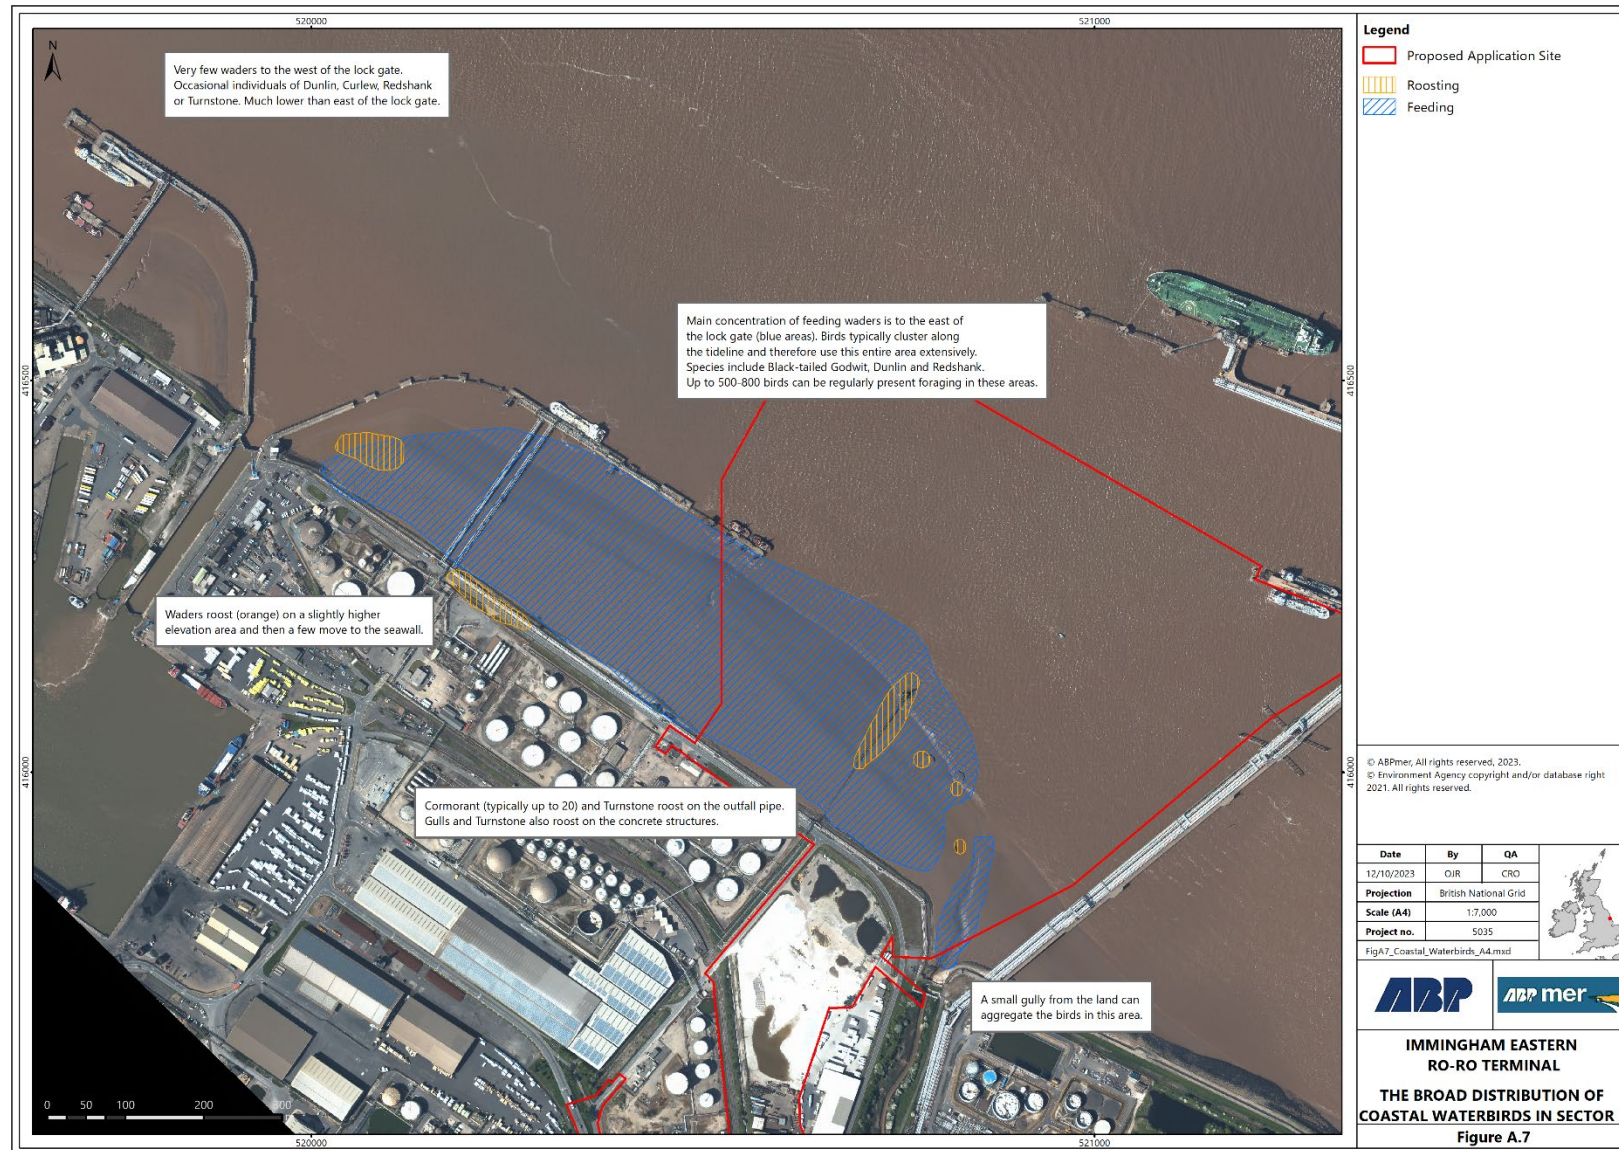 520000
521000
N
Very few waders to the west of the lock gate.
Occasional individuals of Dunlin, Curlew, Redshank
or Turnstone. Much lower than east of the lock gate.
Main concentration of feeding waders is to the east of
the lock gate (blue areas). Birds typically cluster along
the tideline and therefore use this entire area extensively.
Species include Black-tailed Godwit, Dunlin and Redshank.
Up to 500-800 birds can be regularly present foraging in these areas.
416500
416500
Waders roost (orange) on a slightly higher
elevation area and then a few move to the seawall.
416000
416000
Cormorant (typically up to 20) and Turnstone roost on the outfall pipe.
Gulls and Turnstone also roost on the concrete structures.
A small gully from the land can
aggregate the birds in this area.
0 50 100 200 300
520000
521000
Legend
Proposed Application Site
Roosting
Feeding
© ABPmer, All rights reserved, 2023.
© Environment Agency copyright and/or database right
2021. All rights reserved.
Date By QA
12/10/2023 OJR CRO
Projection British National Grid
Scale (A4) 1:7,000
Project no. 5035
FigA7_Coastal_Waterbirds_A4.mxd
ABP
ABP mer
IMMINGHAM EASTERN
RO-RO TERMINAL
THE BROAD DISTRIBUTION OF
COASTAL WATERBIRDS IN SECTOR
Figure A.7